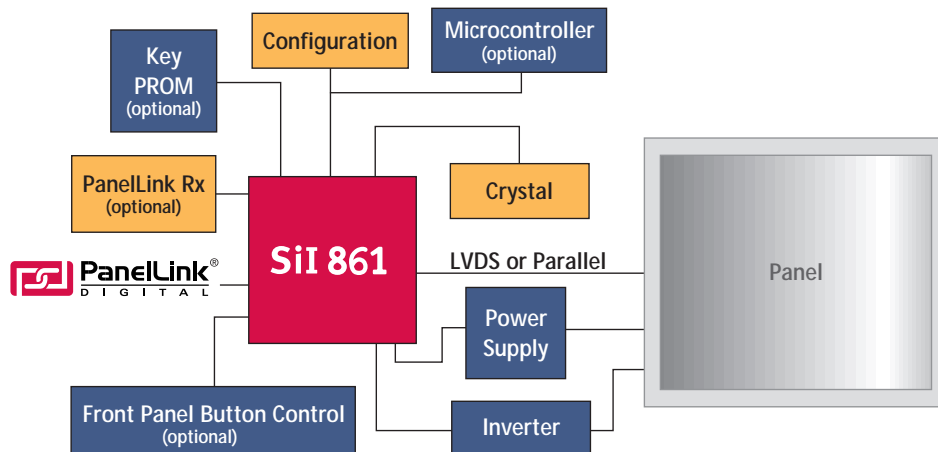 Key
PROM
(optional)
Configuration
Microcontroller
(optional)
PanelLink Rx
(optional)
Crystal
SiI 861
PanelLink®
DIGITAL
LVDS or Parallel
Panel
Power
Supply
Front Panel Button Control
(optional)
Inverter